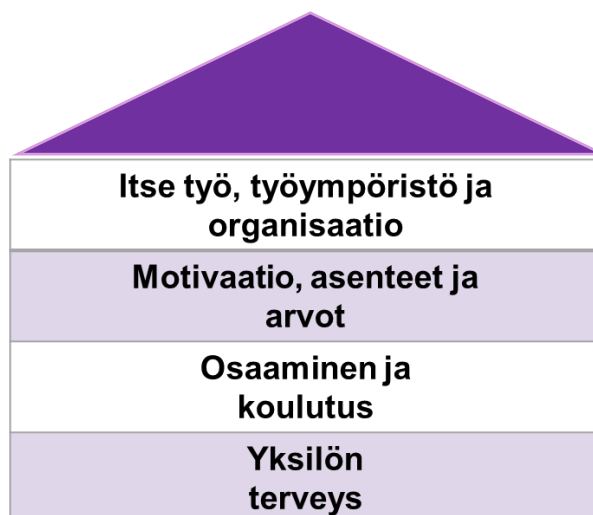 Itse työ, työympöristö ja
organisaatio
Motivaatio, asenteet ja
arvot
Osaaminen ja
koulutus
Yksilön
terveys